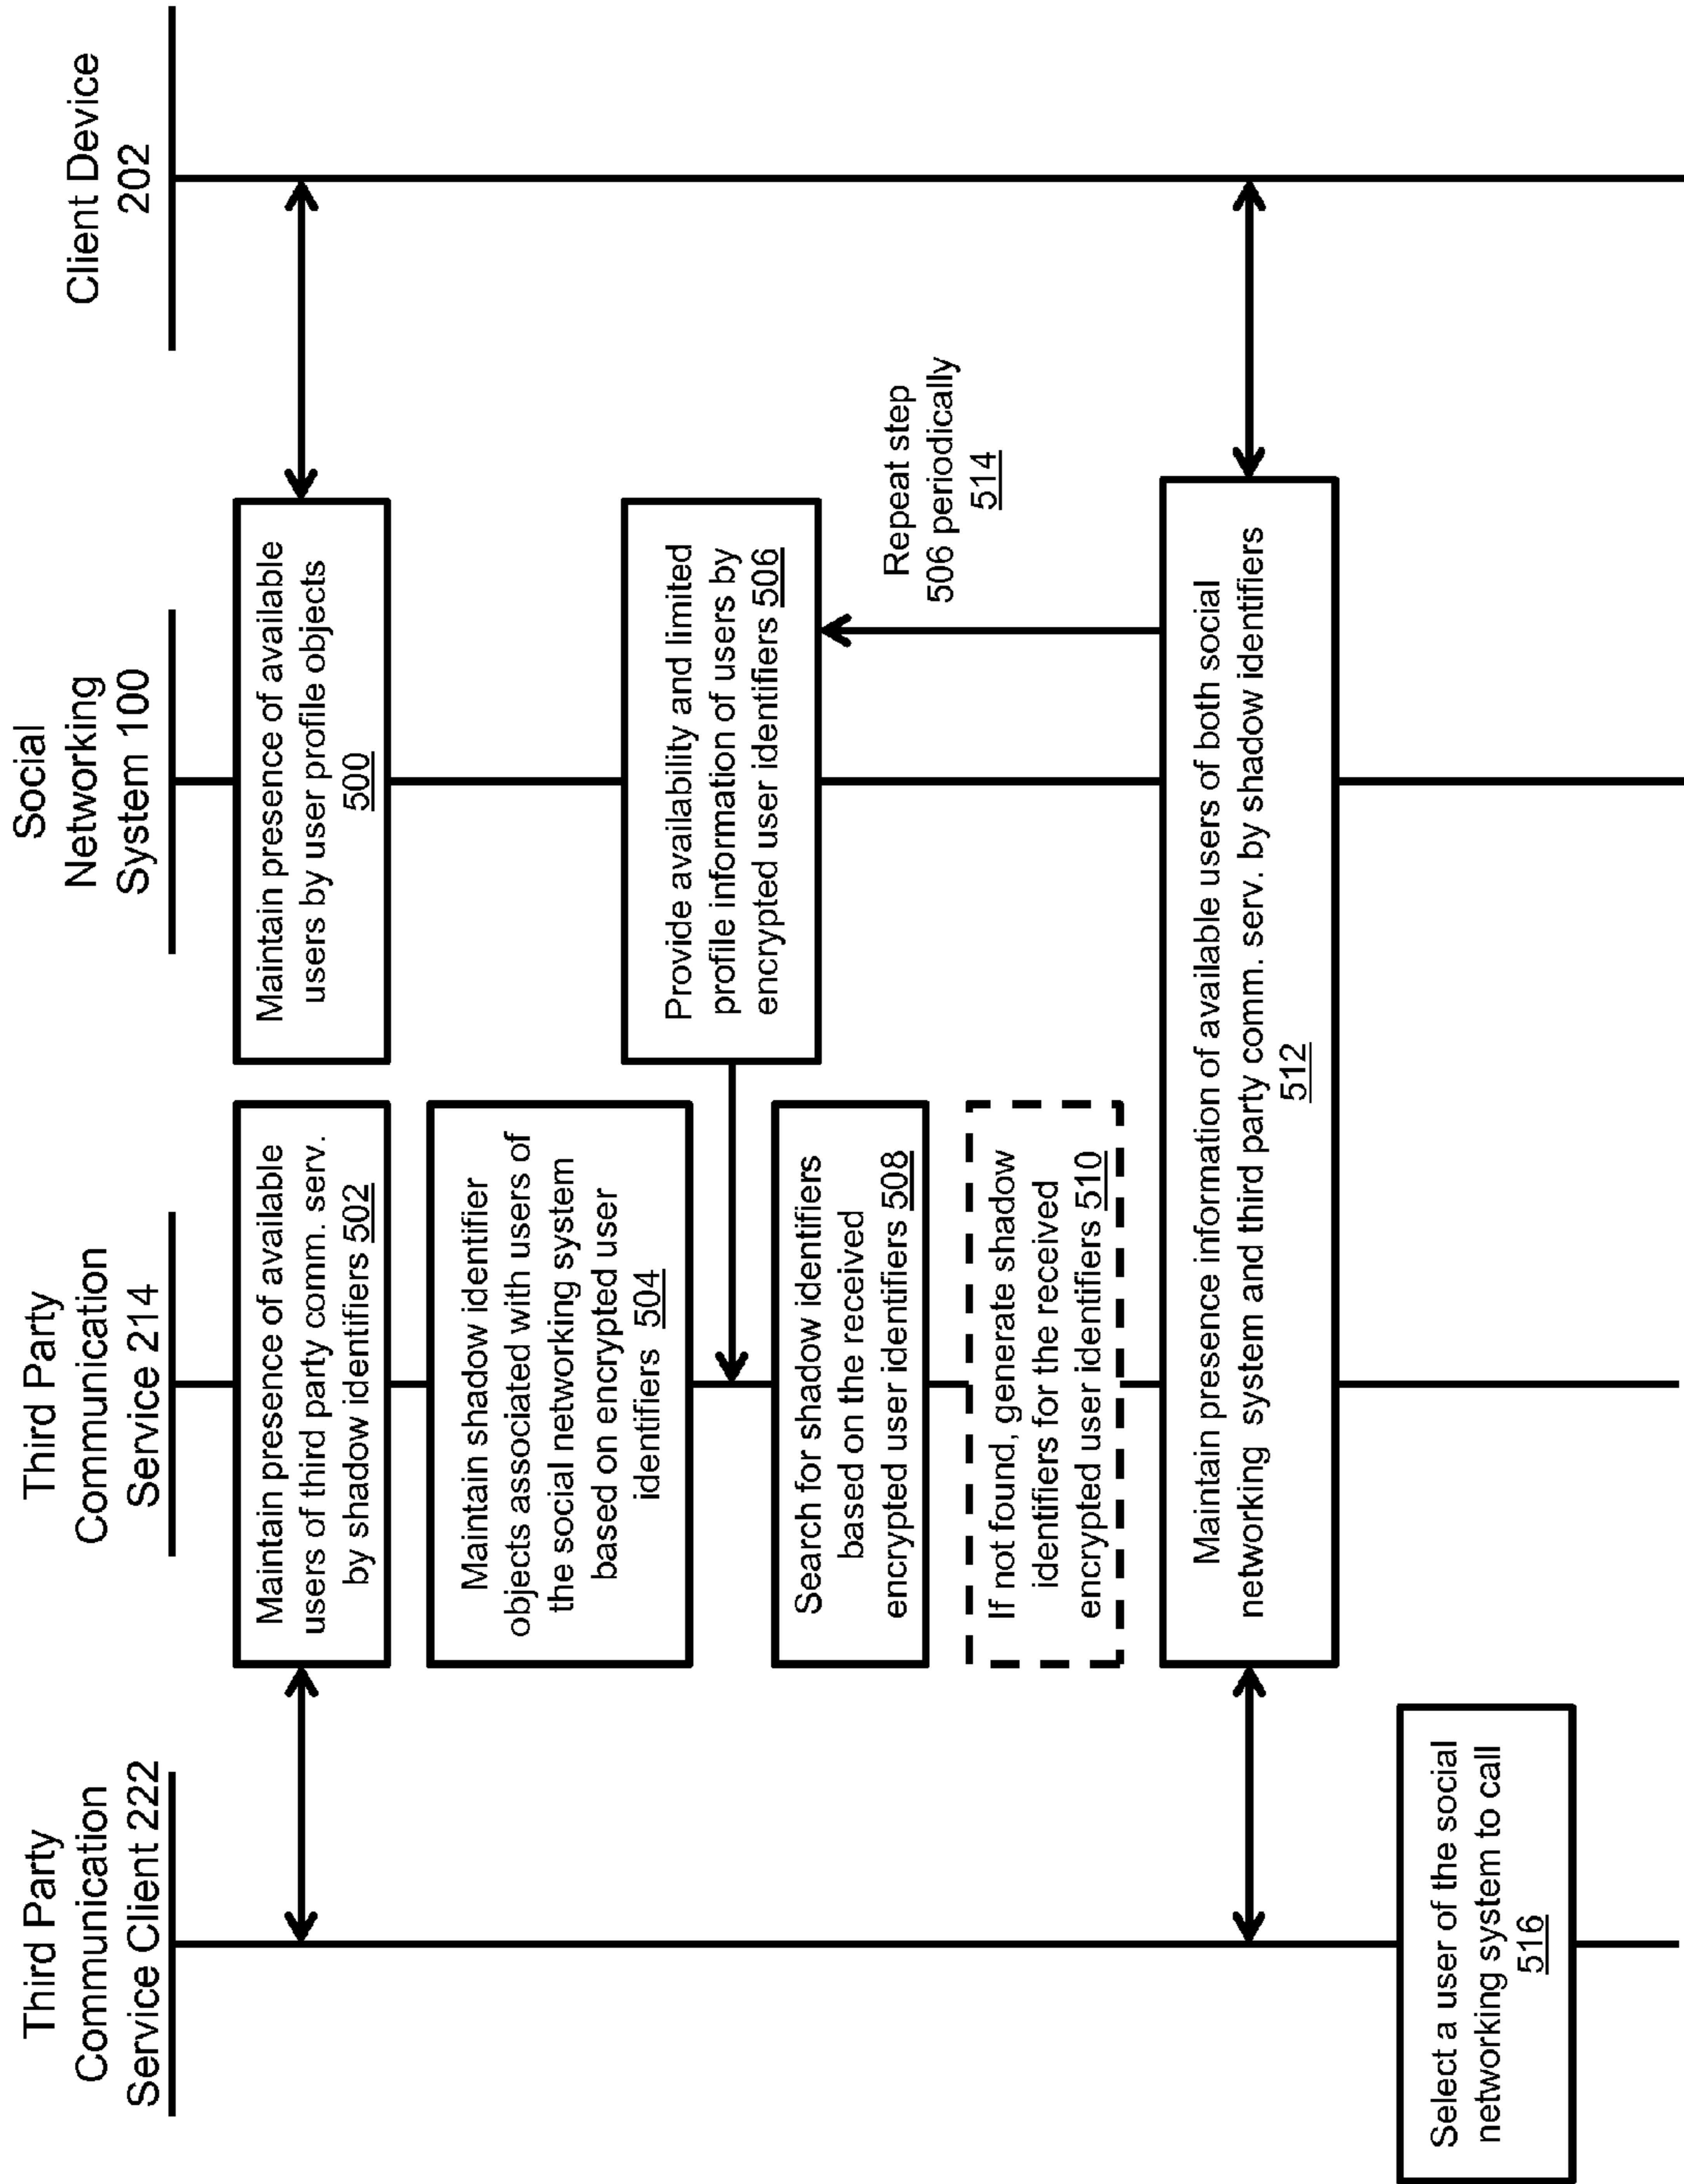 Third Party
Communication
Service Client 222
Third Party
Communication
Service 214
Social
Networking
System 100
Client Device
202
Maintain presence of available
users of third party comm. serv.
by shadow identifiers 502
Maintain presence of available
users by user profile objects
500
Maintain shadow identifier
objects associated with users of
the social networking system
based on encrypted user
identifiers 504
Provide availability and limited
profile information of users by
encrypted user identifiers 506
Search for shadow identifiers
based on the received
encrypted user identifiers 508
Repeat step
506 periodically
514
If not found, generate shadow
identifiers for the received
encrypted user identifiers 510
Maintain presence information of available users of both social
networking system and third party comm. serv. by shadow identifiers
512
Select a user of the social
networking system to call
516